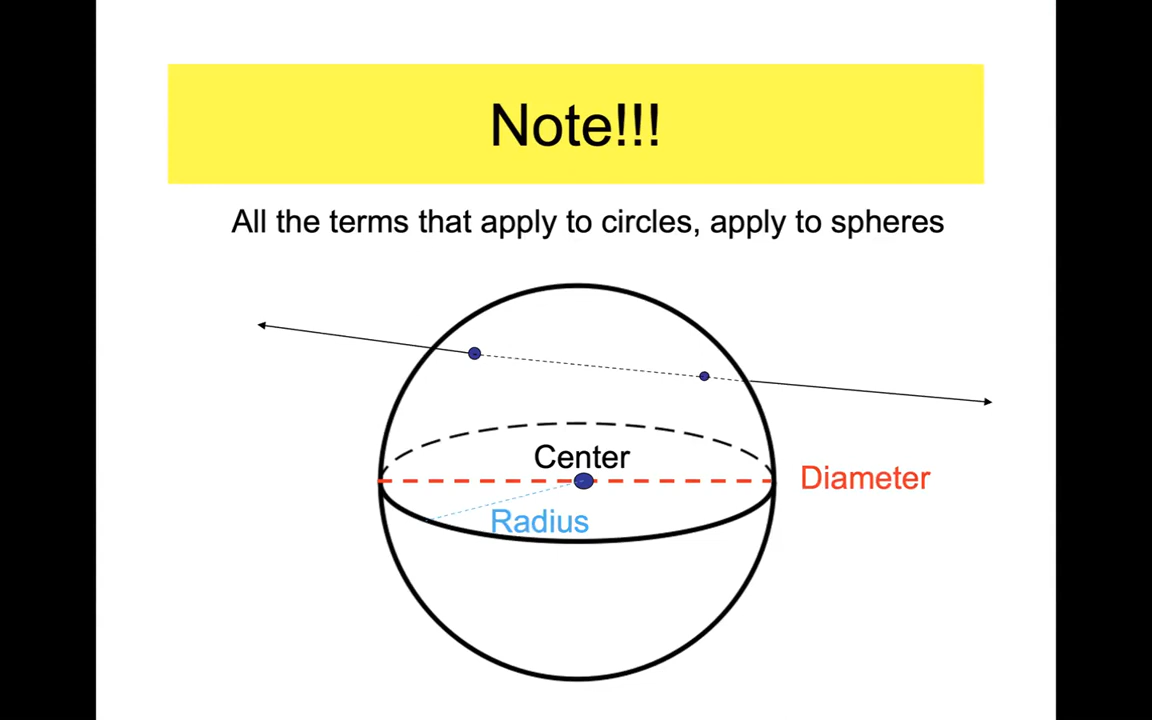 Note!!!
All the terms that apply to circles, apply to spheres
Center
Diameter
Radius